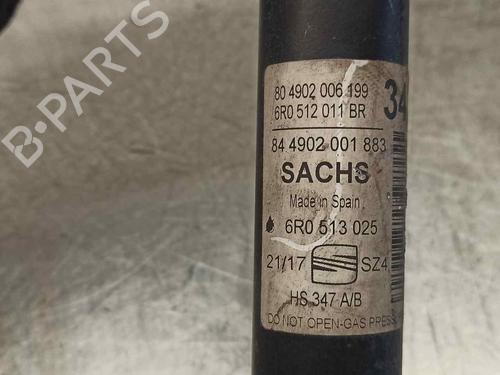 80 4902 006 199
6R0 512 011 BR
34
84 4902 001 883
SACHS
Made in Spain
6R0 513 025
21/17 SZ4
HS 347 A/B
DO NOT OPEN-GAS PRESS
B-PARTS